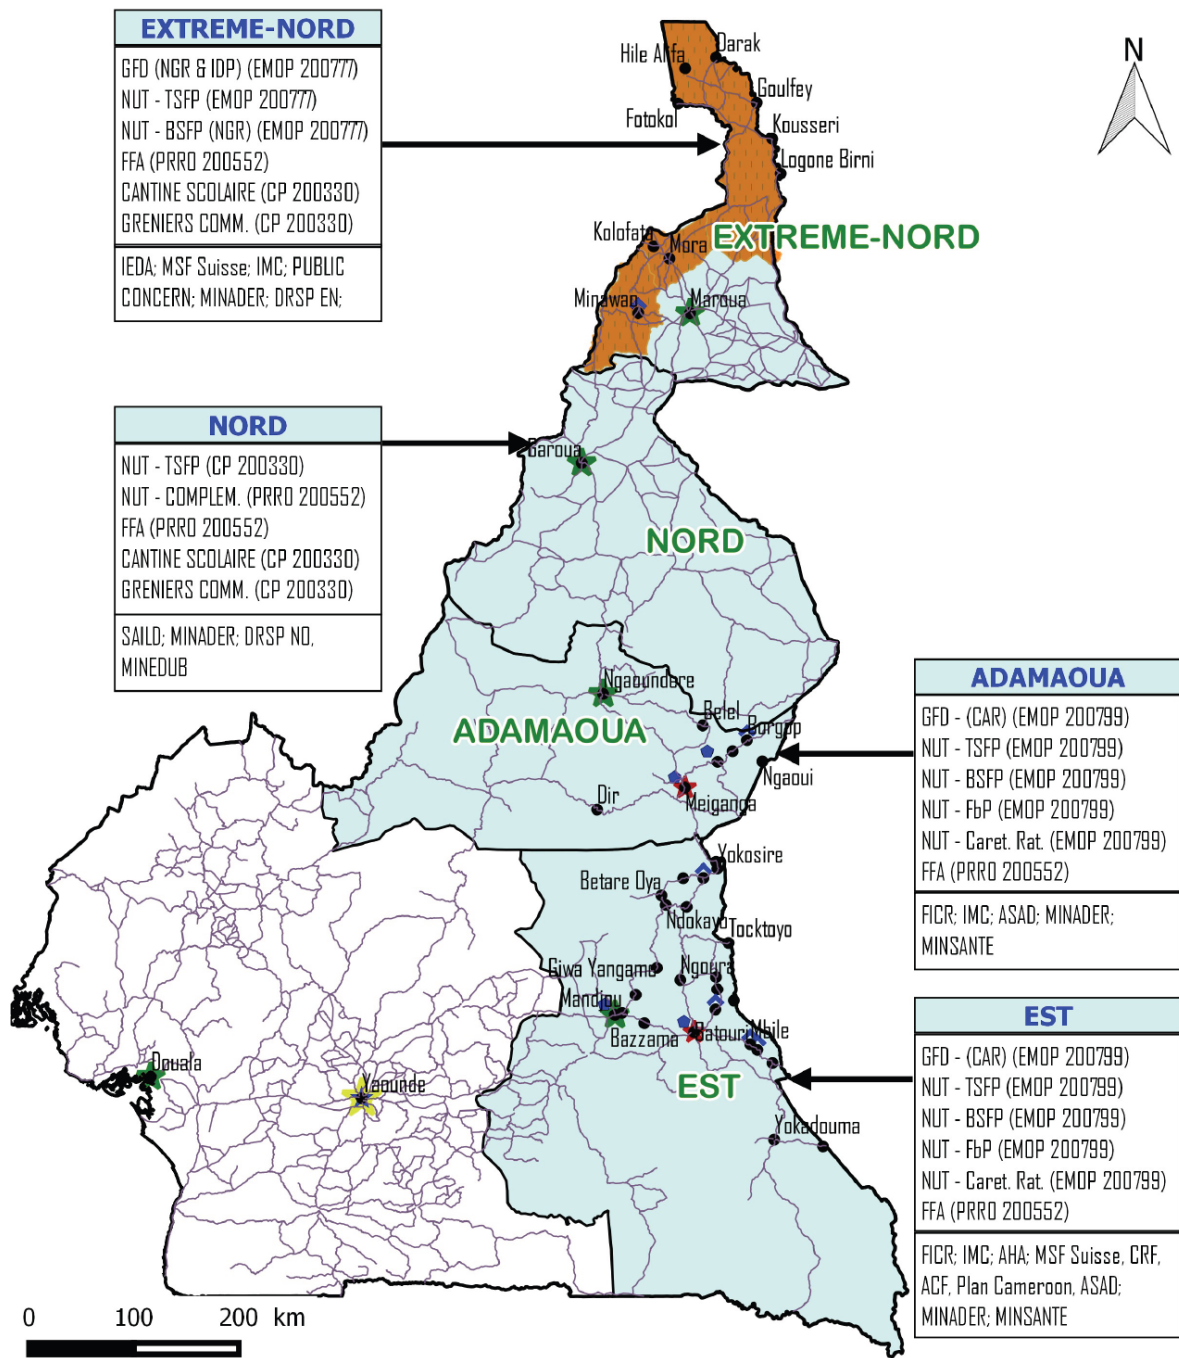 EXTREME-NORD
GFD (NGR & IDP) (EMOP 200777)
NUT - TSFP (EMOP 200777)
NUT - BSFP (NGR) (EMOP 200777)
FFA (PRRO 200552)
CANTINE SCOLAIRE (CP 200330)
GRENIERS COMM. (CP 200330)
IEDA; MSF Suisse; IMC; PUBLIC
CONCERN; MINADER; DRSP EN;
N
Hile Alifa
Darak
Goulfey
Fotokol
Kousseri
Logone Birni
Kolofata
Mora
EXTREME-NORD
Minawao
Maroua
NORD
NUT - TSFP (CP 200330)
NUT - COMPLEM. (PRRO 200552)
FFA (PRRO 200552)
CANTINE SCOLAIRE (CP 200330)
GRENIERS COMM. (CP 200330)
SAILD; MINADER; DRSP NO,
MINEDUB
Garoua
NORD
Ngaoundere
ADAMAOUA
Belel
Borgop
Ngaoui
Dir
Meiganga
ADAMAOUA
GFD - (CAR) (EMOP 200799)
NUT - TSFP (EMOP 200799)
NUT - BSFP (EMOP 200799)
NUT - FbP (EMOP 200799)
NUT - Caret. Rat. (EMOP 200799)
FFA (PRRO 200552)
FICR; IMC; ASAD; MINADER;
MINSANTE
Yokosire
Betare Oya
Ndokayo
Tocktoyo
Giwa Yangamo
Ngoura
Mandjou
Bazzama
Batouri
Mbile
EST
Yokadouma
Douala
Yaounde
EST
GFD - (CAR) (EMOP 200799)
NUT - TSFP (EMOP 200799)
NUT - BSFP (EMOP 200799)
NUT - FbP (EMOP 200799)
NUT - Caret. Rat. (EMOP 200799)
FFA (PRRO 200552)
FICR; IMC; AHA; MSF Suisse, CRF,
ACF, Plan Cameroon, ASAD;
MINADER; MINSANTE
0 100 200 km